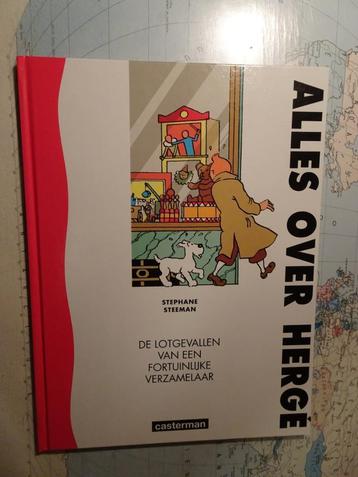 ALLES OVER HERGÉ
STEPHANE
STEEMAN
DE LOTGEVALLEN
VAN EEN
FORTUINLIJKE
VERZAMELAAR
casterman